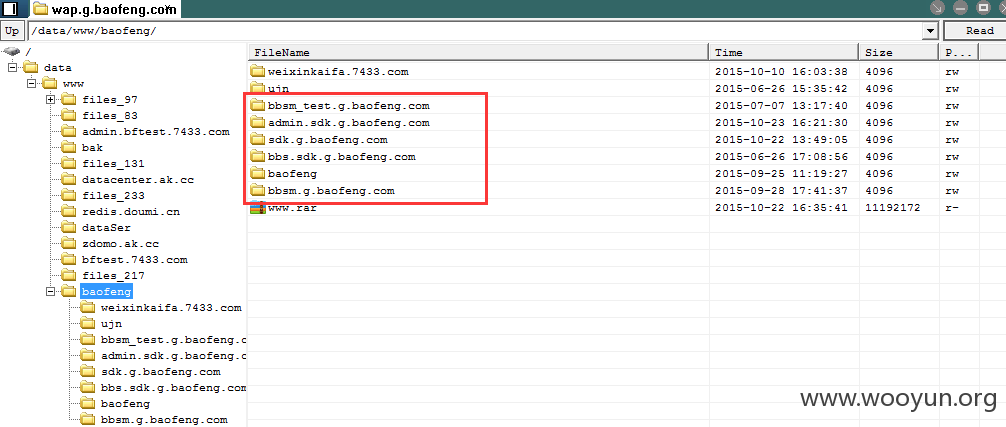 wap.g.baofeng.com
Up /data/www/baofeng/ Read
/
data
www
files_97
files_83
admin.bftest.7433.com
bak
files_131
datacenter.ak.cc
files_233
redis.doumi.cn
dataSer
zdomo.ak.cc
bftest.7433.com
files_217
baofeng
weixinkaifa.7433.com
ujn
bbsm_test.g.baofeng.c
admin.sdk.g.baofeng.c
sdk.g.baofeng.com
bbs.sdk.g.baofeng.com
baofeng
bbsm.g.baofeng.com
FileName Time Size P...
weixinkaifa.7433.com 2015-10-10 16:03:38 4096 rw
ujn 2015-06-26 15:35:42 4096 rw
bbsm_test.g.baofeng.com 2015-07-07 13:17:40 4096 rw
admin.sdk.g.baofeng.com 2015-10-23 16:21:30 4096 rw
sdk.g.baofeng.com 2015-10-22 13:49:05 4096 rw
bbs.sdk.g.baofeng.com 2015-06-26 17:08:56 4096 rw
baofeng 2015-09-25 11:19:27 4096 rw
bbsm.g.baofeng.com 2015-09-28 17:41:37 4096 rw
www.rar 2015-10-22 16:35:41 11192172 r-
www.wooyun.org